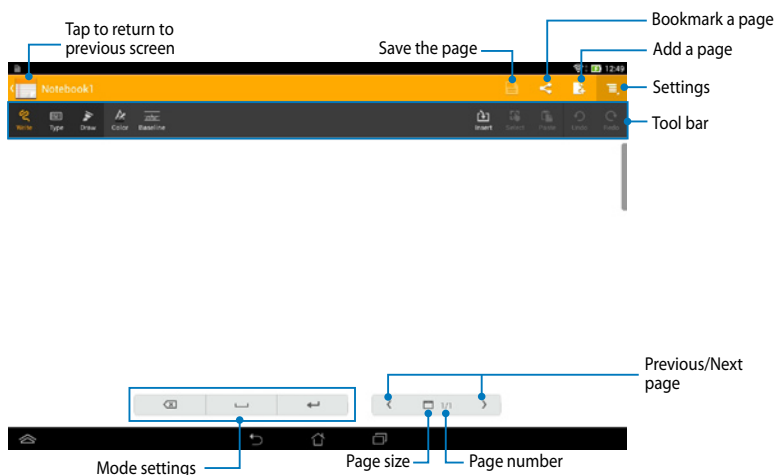 Bookmark a page
Tap to return to
previous screen
Save the page
Add a page
12:49
Notebook1
Settings
Write
Type
Draw
Color
Baseline
Insert
Select
Paste
Undo
Redo
Tool bar
Previous/Next
page
1/1
Mode settings
Page size
Page number